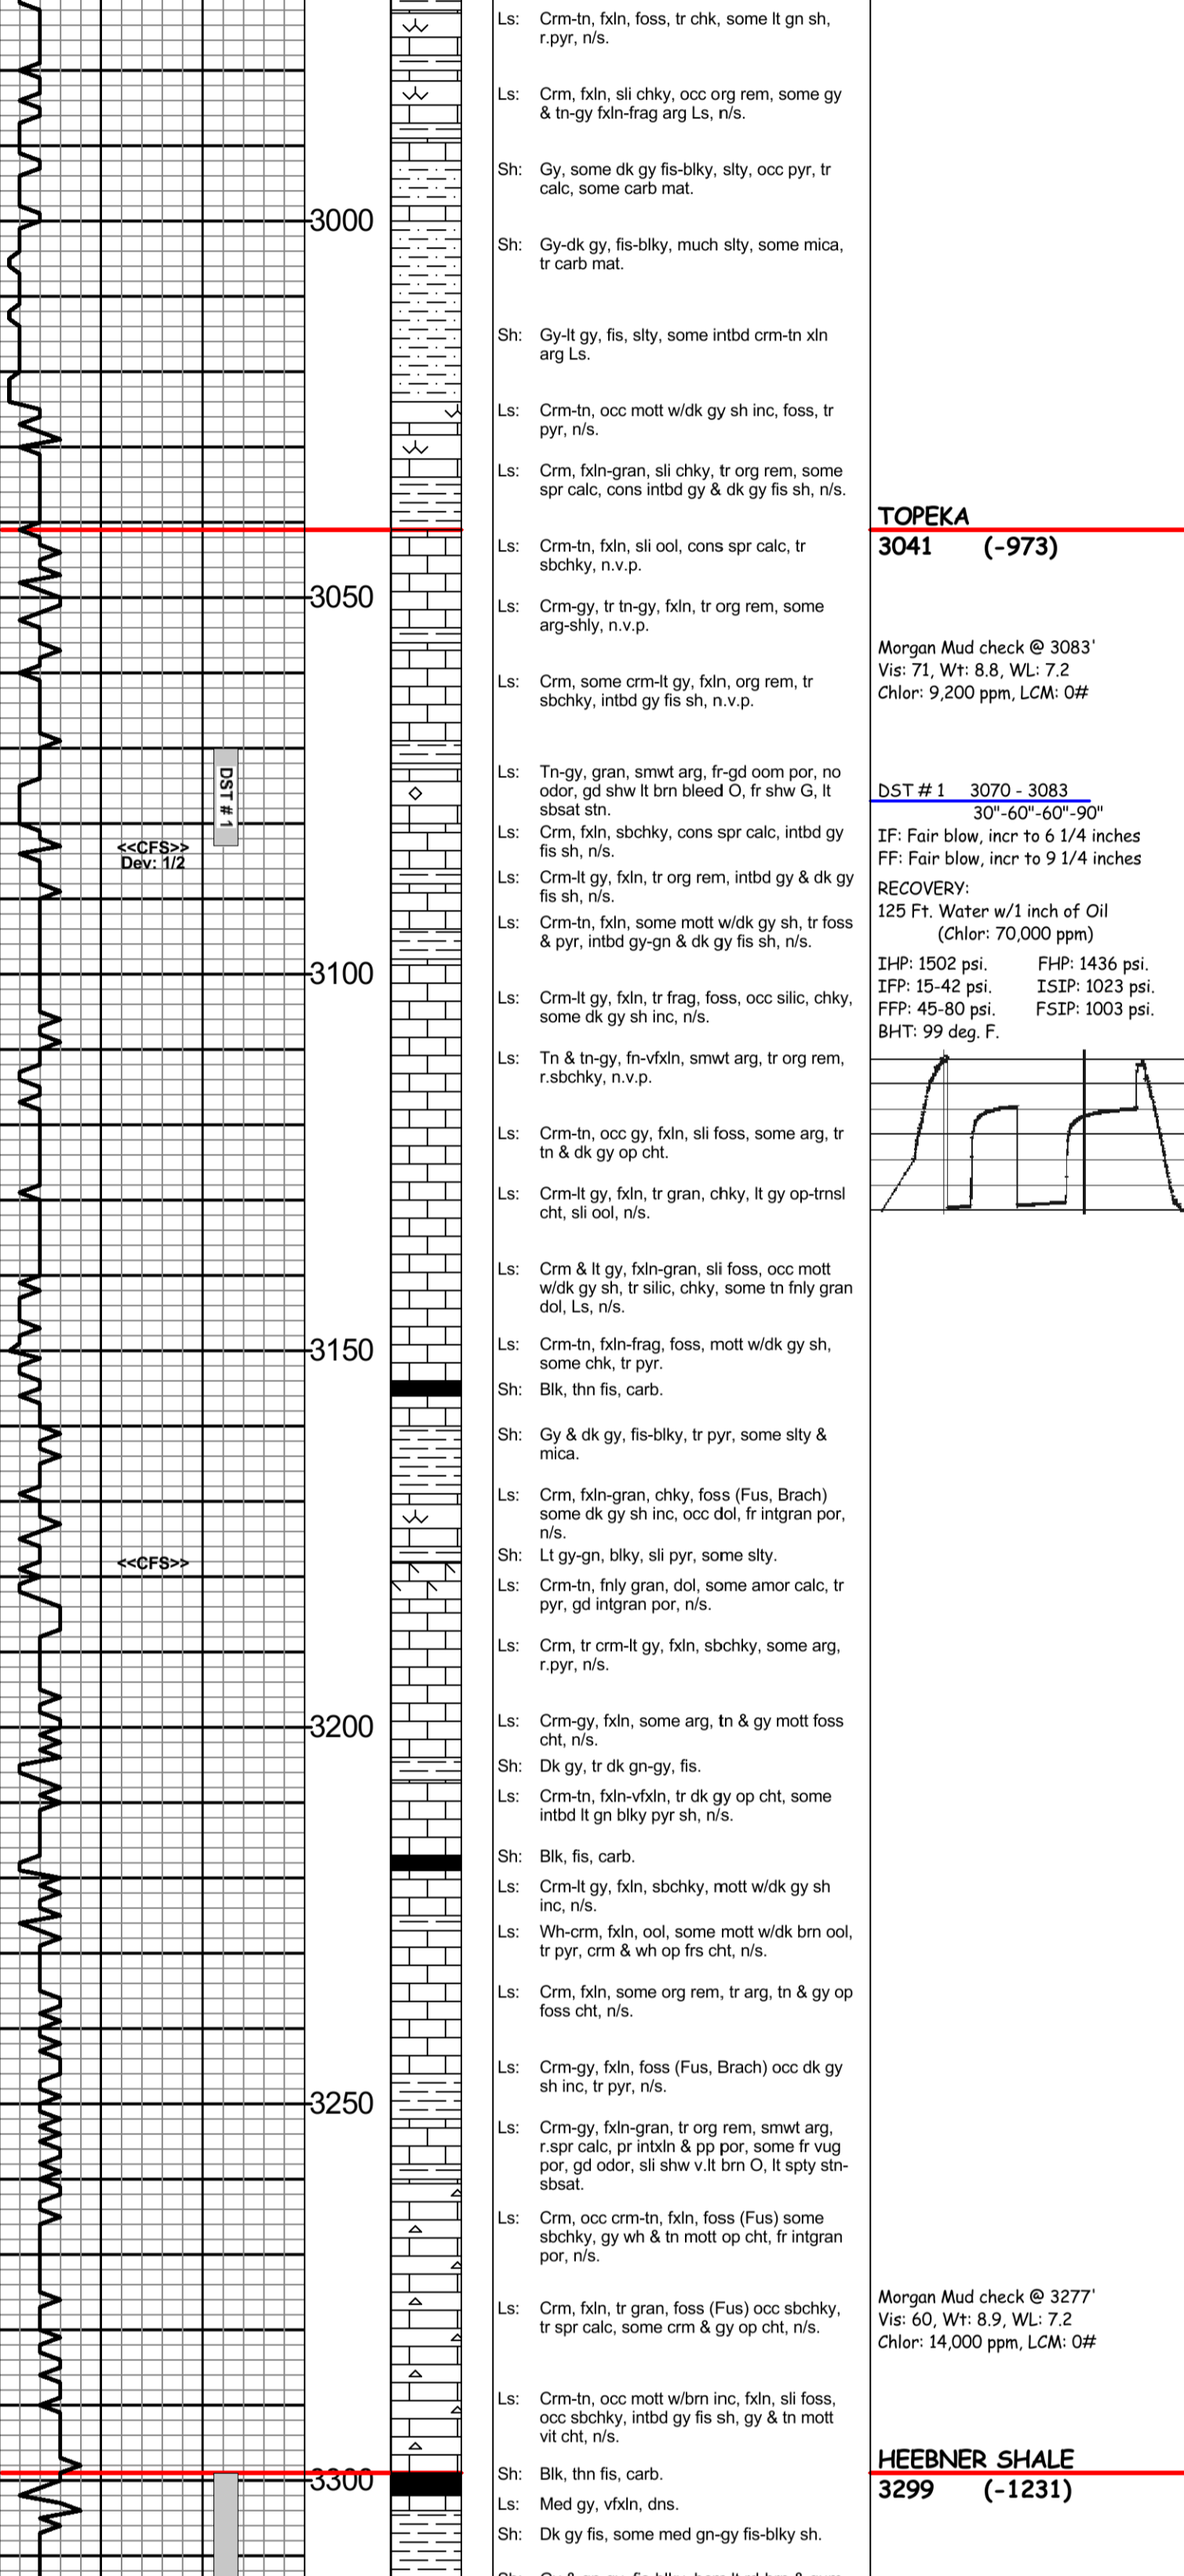 Ls: Crm-tn, fxln, foss, tr chk, some lt gn sh,
r.pyr, n/s.
Ls: Crm, fxln, sli chky, occ org rem, some gy
& tn-gy fxln-frag arg Ls, n/s.
Sh: Gy, some dk gy fis-blky, slty, occ pyr, tr
calc, some carb mat.
3000
Sh: Gy-dk gy, fis-blky, much slty, some mica,
tr carb mat.
Sh: Gy-lt gy, fis, slty, some intbd crm-tn xln
arg Ls.
Ls: Crm-tn, occ mott w/dk gy sh inc, foss, tr
pyr, n/s.
Ls: Crm, fxln-gran, sli chky, tr org rem, some
spr calc, cons intbd gy & dk gy fis sh, n/s.
TOPEKA
3041 (-973)
Ls: Crm-tn, fxln, sli ool, cons spr calc, tr
sbchky, n.v.p.
3050
Ls: Crm-gy, tr tn-gy, fxln, tr org rem, some
arg-shly, n.v.p.
Morgan Mud check @ 3083'
Vis: 71, Wt: 8.8, WL: 7.2
Chlor: 9,200 ppm, LCM: 0#
Ls: Crm, some crm-lt gy, fxln, org rem, tr
sbchky, intbd gy fis sh, n.v.p.
DST # 1
Ls: Tn-gy, gran, smwt arg, fr-gd oom por, no
odor, gd shw lt brn bleed O, fr shw G, lt
sbsat stn.
DST # 1 3070 - 3083
30"-60"-60"-90"
IF: Fair blow, incr to 6 1/4 inches
FF: Fair blow, incr to 9 1/4 inches
<<CFS>>
Dev: 1/2
Ls: Crm, fxln, sbchky, cons spr calc, intbd gy
fis sh, n/s.
Ls: Crm-lt gy, fxln, tr org rem, intbd gy & dk gy
fis sh, n/s.
RECOVERY:
125 Ft. Water w/1 inch of Oil
(Chlor: 70,000 ppm)
Ls: Crm-tn, fxln, some mott w/dk gy sh, tr foss
& pyr, intbd gy-gn & dk gy fis sh, n/s.
3100
IHP: 1502 psi. FHP: 1436 psi.
IFP: 15-42 psi. ISIP: 1023 psi.
FFP: 45-80 psi. FSIP: 1003 psi.
BHT: 99 deg. F.
Ls: Crm-lt gy, fxln, tr frag, foss, occ silic, chky,
some dk gy sh inc, n/s.
Ls: Tn & tn-gy, fn-vfxln, smwt arg, tr org rem,
r.sbchky, n.v.p.
Ls: Crm-tn, occ gy, fxln, sli foss, some arg, tr
tn & dk gy op cht.
Ls: Crm-lt gy, fxln, tr gran, chky, lt gy op-trnsl
cht, sli ool, n/s.
Ls: Crm & lt gy, fxln-gran, sli foss, occ mott
w/dk gy sh, tr silic, chky, some tn fnly gran
dol, Ls, n/s.
3150
Ls: Crm-tn, fxln-frag, foss, mott w/dk gy sh,
some chk, tr pyr.
Sh: Blk, thn fis, carb.
Sh: Gy & dk gy, fis-blky, tr pyr, some slty &
mica.
Ls: Crm, fxln-gran, chky, foss (Fus, Brach)
some dk gy sh inc, occ dol, fr intgran por,
n/s.
<<CFS>>
Sh: Lt gy-gn, blky, sli pyr, some slty.
Ls: Crm-tn, fnly gran, dol, some amor calc, tr
pyr, gd intgran por, n/s.
Ls: Crm, tr crm-lt gy, fxln, sbchky, some arg,
r.pyr, n/s.
3200
Ls: Crm-gy, fxln, some arg, tn & gy mott foss
cht, n/s.
Sh: Dk gy, tr dk gn-gy, fis.
Ls: Crm-tn, fxln-vfxln, tr dk gy op cht, some
intbd lt gn blky pyr sh, n/s.
Sh: Blk, fis, carb.
Ls: Crm-lt gy, fxln, sbchky, mott w/dk gy sh
inc, n/s.
Ls: Wh-crm, fxln, ool, some mott w/dk brn ool,
tr pyr, crm & wh op frs cht, n/s.
Ls: Crm, fxln, some org rem, tr arg, tn & gy op
foss cht, n/s.
Ls: Crm-gy, fxln, foss (Fus, Brach) occ dk gy
sh inc, tr pyr, n/s.
3250
Ls: Crm-gy, fxln-gran, tr org rem, smwt arg,
r.spr calc, pr intxln & pp por, some fr vug
por, gd odor, sli shw v.lt brn O, lt spty stn-
sbsat.
Ls: Crm, occ crm-tn, fxln, foss (Fus) some
sbchky, gy wh & tn mott op cht, fr intgran
por, n/s.
Morgan Mud check @ 3277'
Vis: 60, Wt: 8.9, WL: 7.2
Chlor: 14,000 ppm, LCM: 0#
Ls: Crm, fxln, tr gran, foss (Fus) occ sbchky,
tr spr calc, some crm & gy op cht, n/s.
Ls: Crm-tn, occ mott w/brn inc, fxln, sli foss,
occ sbchky, intbd gy fis sh, gy & tn mott
vit cht, n/s.
HEEBNER SHALE
3299 (-1231)
3300
Sh: Blk, thn fis, carb.
Ls: Med gy, vfxln, dns.
Sh: Dk gy fis, some med gn-gy fis-blky sh.